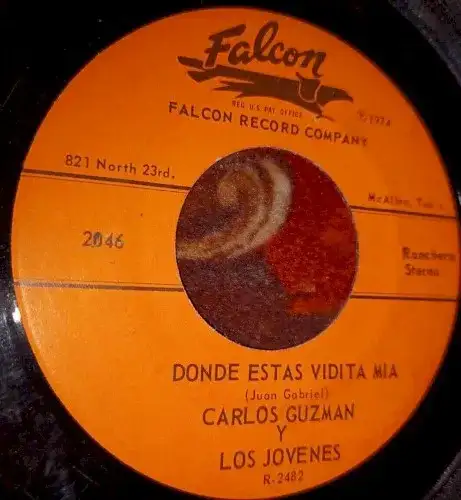 Falcon
REG. U.S. PAT. OFFICE
℗ 1974
FALCON RECORD COMPANY
821 North 23rd.
McAllen, Texas
2046
Ranchera
Stereo
DONDE ESTAS VIDITA MIA
(Juan Gabriel)
CARLOS GUZMAN
Y
LOS JOVENES
R-2482